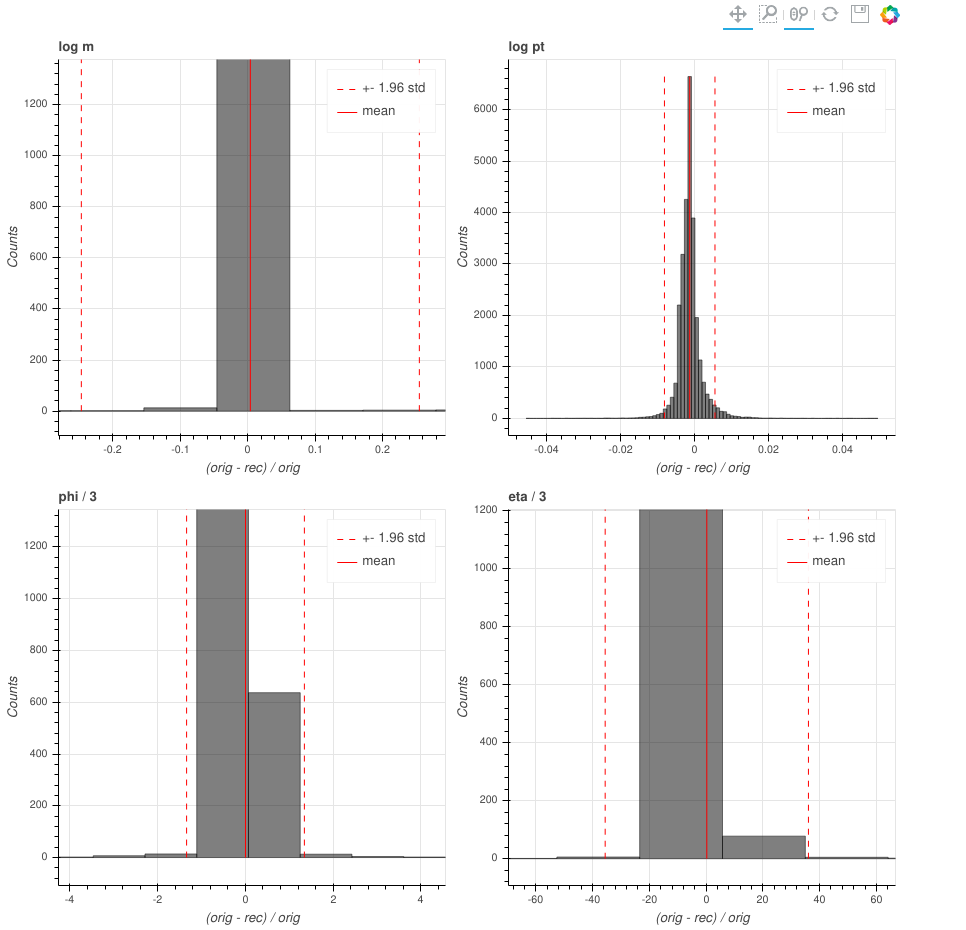 log m
1200
1000
800
600
400
200
0
Counts
-0.2
-0.1
0
0.1
0.2
(orig - rec) / orig
+- 1.96 std
mean
log pt
6000
5000
4000
3000
2000
1000
0
Counts
-0.04
-0.02
0
0.02
0.04
(orig - rec) / orig
+- 1.96 std
mean
phi / 3
1200
1000
800
600
400
200
0
Counts
-4
-2
0
2
4
(orig - rec) / orig
+- 1.96 std
mean
eta / 3
1200
1000
800
600
400
200
0
Counts
-60
-40
-20
0
20
40
60
(orig - rec) / orig
+- 1.96 std
mean